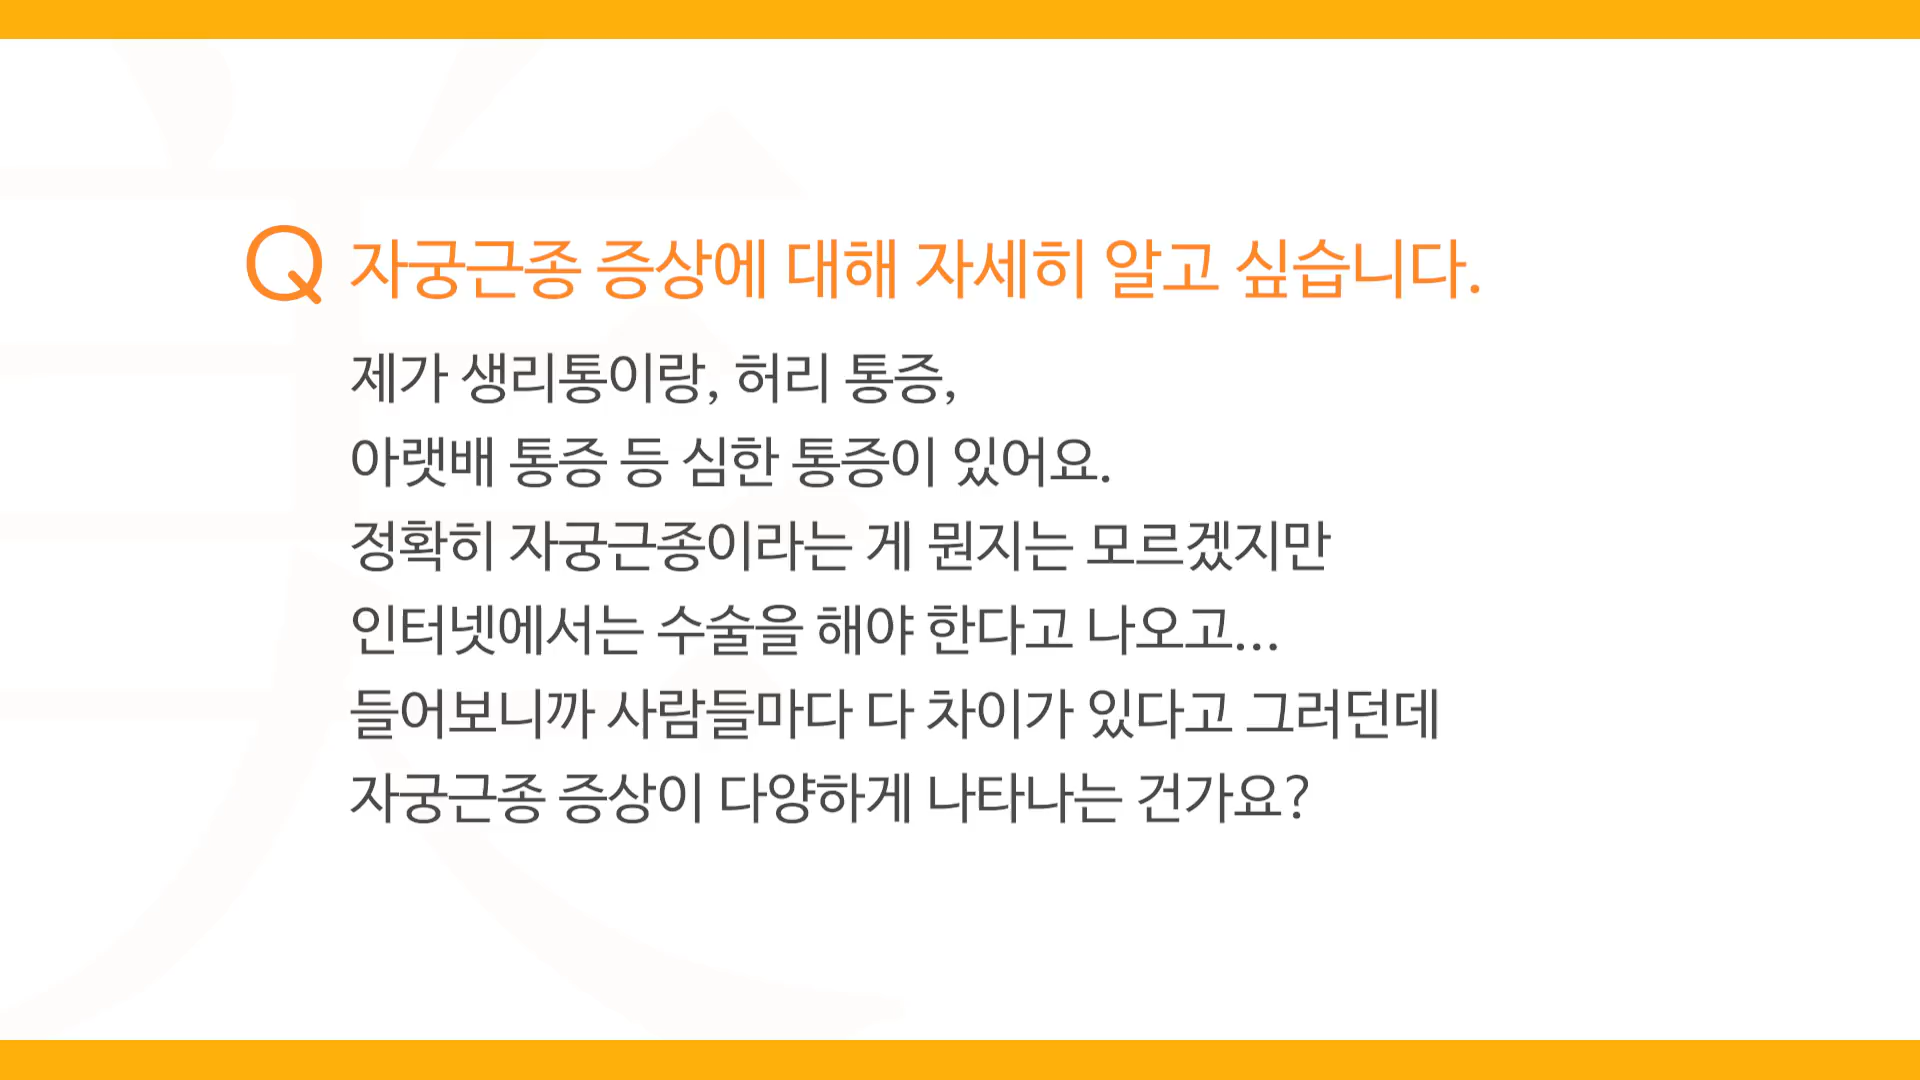 Q 자궁근종 증상에 대해 자세히 알고 싶습니다.
제가 생리통이랑, 허리 통증,
아랫배 통증 등 심한 통증이 있어요.
정확히 자궁근종이라는 게 뭔지는 모르겠지만
인터넷에서는 수술을 해야 한다고 나오고...
들어보니까 사람들마다 다 차이가 있다고 그러던데
자궁근종 증상이 다양하게 나타나는 건가요?